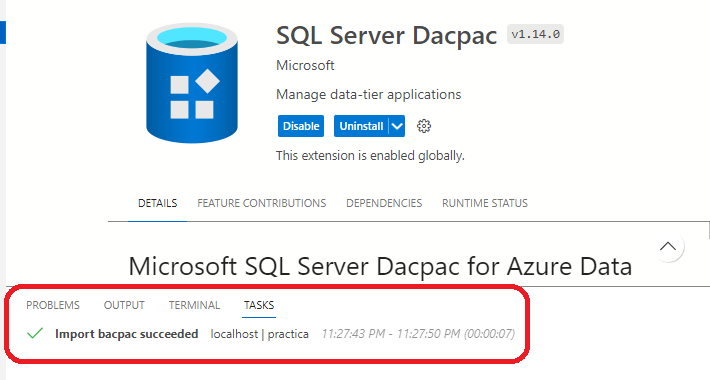 SQL Server Dacpac v1.14.0
Microsoft
Manage data-tier applications
Disable Uninstall
This extension is enabled globally.
DETAILS FEATURE CONTRIBUTIONS DEPENDENCIES RUNTIME STATUS
Microsoft SQL Server Dacpac for Azure Data
PROBLEMS OUTPUT TERMINAL TASKS
Import bacpac succeeded localhost | practica 11:27:43 PM - 11:27:50 PM (00:00:07)